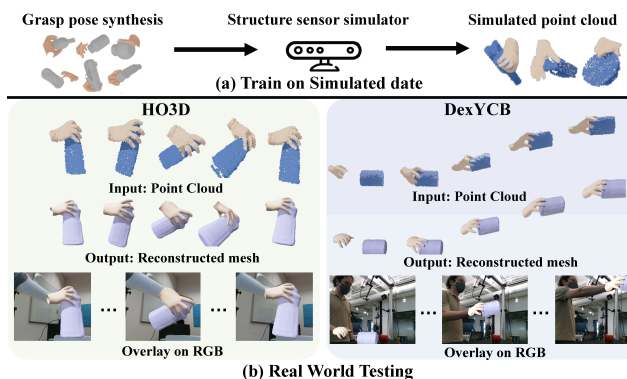 Grasp pose synthesis
Structure sensor simulator
Simulated point cloud
(a) Train on Simulated date
HO3D
DexYCB
Input: Point Cloud
Input: Point Cloud
Output: Reconstructed mesh
Output: Reconstructed mesh
...
...
...
...
Overlay on RGB
Overlay on RGB
(b) Real World Testing